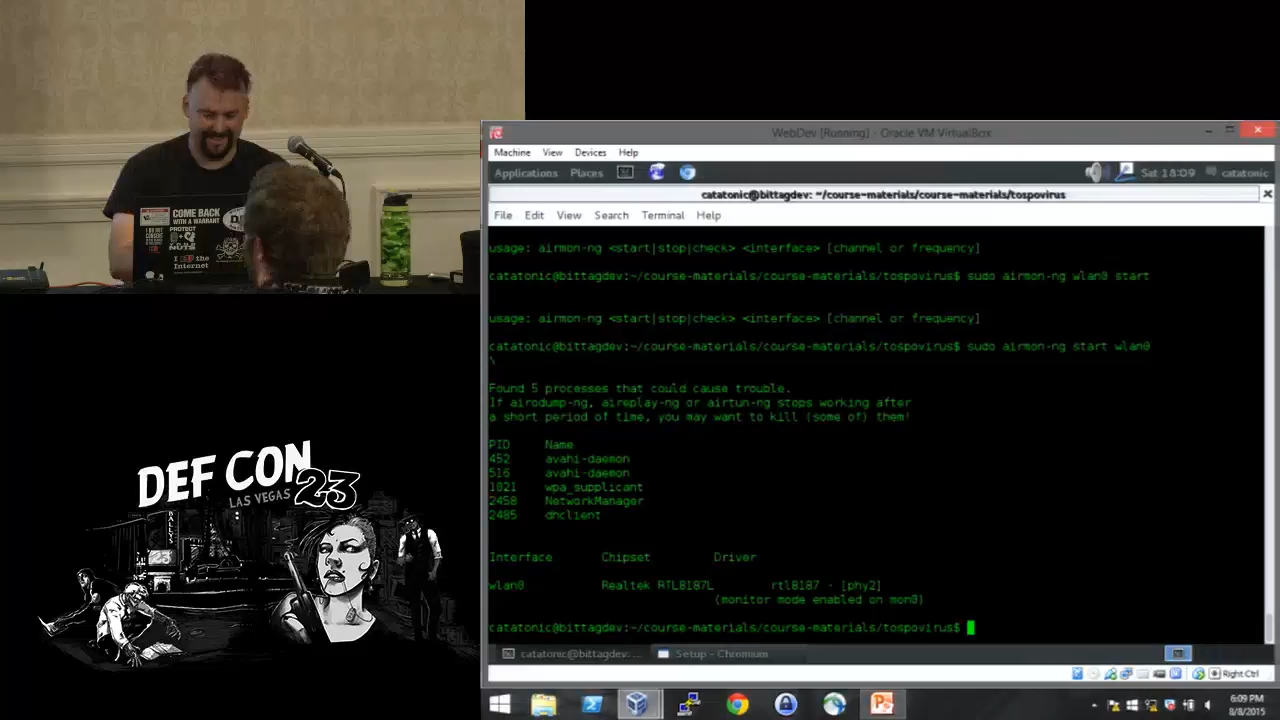 WebDev [Running] - Oracle VM VirtualBox
Machine View Devices Help
Applications Places Sat 18:09 catatonic
catatonic@bittagdev: ~/course-materials/course-materials/tospovirus
File Edit View Search Terminal Help
usage: airmon-ng <start|stop|check> <interface> [channel or frequency]
catatonic@bittagdev:~/course-materials/course-materials/tospovirus$ sudo airmon-ng wlan0 start
usage: airmon-ng <start|stop|check> <interface> [channel or frequency]
catatonic@bittagdev:~/course-materials/course-materials/tospovirus$ sudo airmon-ng start wlan0
\
Found 5 processes that could cause trouble.
If airodump-ng, aireplay-ng or airtun-ng stops working after
a short period of time, you may want to kill (some of) them!
PID Name
452 avahi-daemon
516 avahi-daemon
1021 wpa_supplicant
2458 NetworkManager
2485 dhclient
Interface Chipset Driver
wlan0 Realtek RTL8187L rtl8187 - [phy2]
(monitor mode enabled on mon0)
catatonic@bittagdev:~/course-materials/course-materials/tospovirus$
catatonic@bittagdev:... Setup - Chromium
Right Ctrl
6:09 PM
8/8/2015
COME BACK
WITH A WARRANT
PROTECT
I DO NOT
CONSENT
NUTS
I
the Internet
DEF CON
LAS VEGAS 23
BALLYS